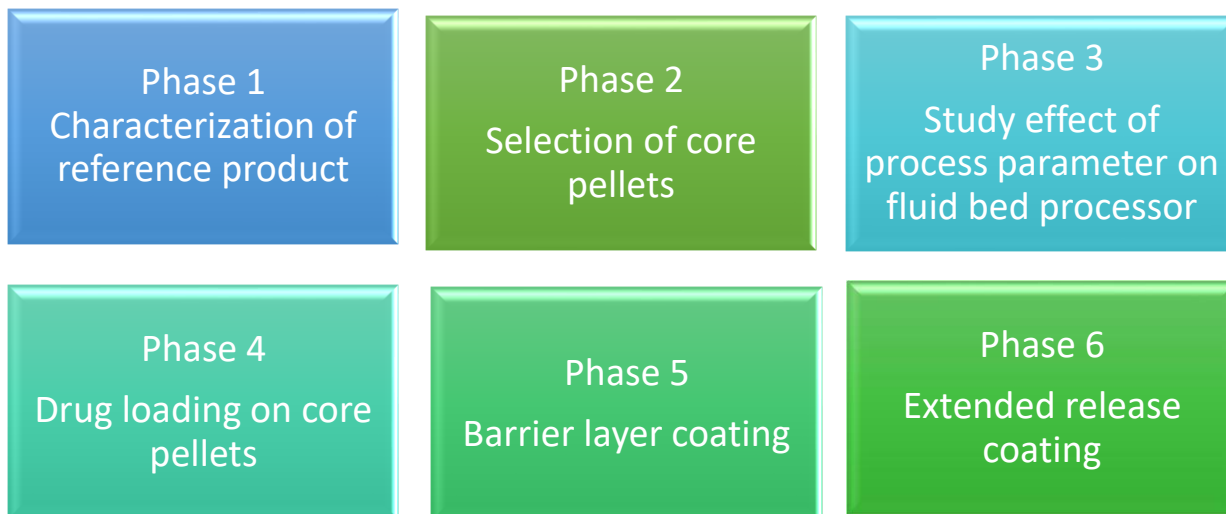 Phase 1
Characterization of
reference product
Phase 2
Selection of core
pellets
Phase 3
Study effect of
process parameter on
fluid bed processor
Phase 4
Drug loading on core
pellets
Phase 5
Barrier layer coating
Phase 6
Extended release
coating